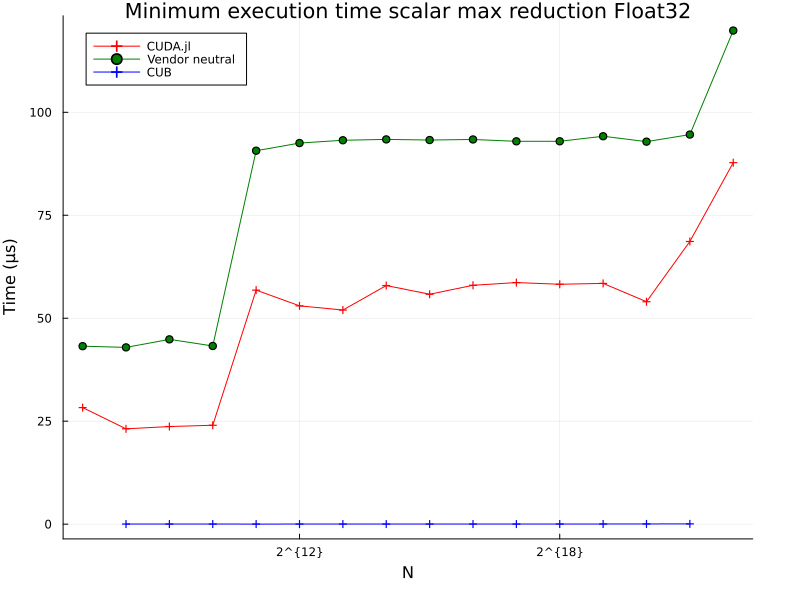 Minimum execution time scalar max reduction Float32
CUDA.jl
Vendor neutral
CUB
100
75
50
25
0
Time (μs)
2^{12}
2^{18}
N